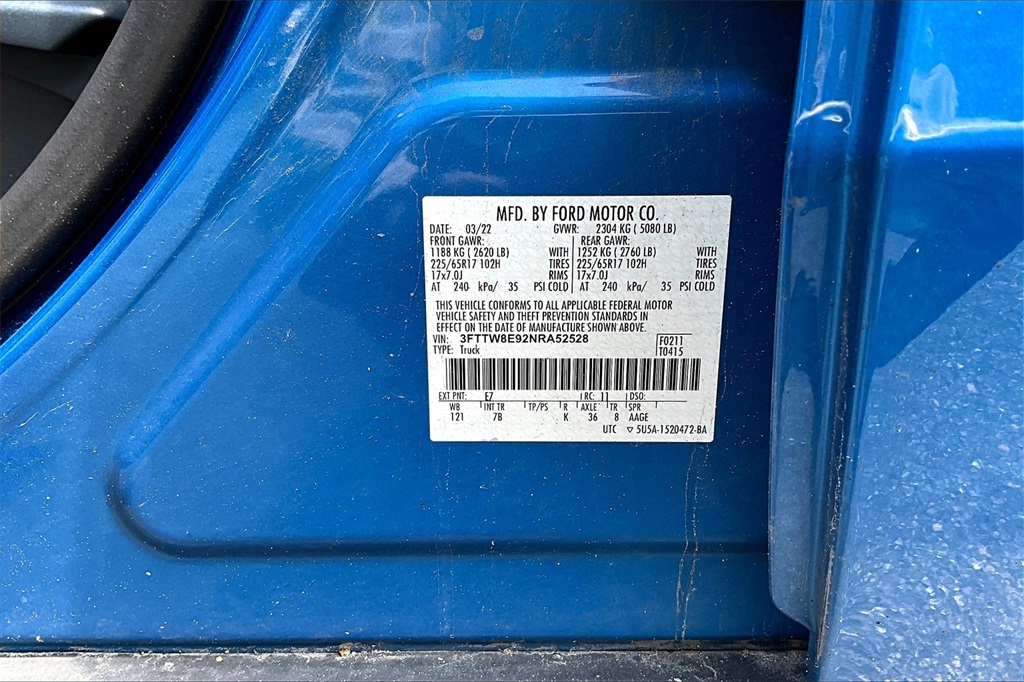 MFD. BY FORD MOTOR CO.
DATE: 03/22 GVWR: 2304 KG ( 5080 LB)
FRONT GAWR: REAR GAWR:
1188 KG ( 2620 LB) WITH 1252 KG ( 2760 LB) WITH
225/65R17 102H TIRES 225/65R17 102H TIRES
17x7.0J RIMS 17x7.0J RIMS
AT 240 kPa/ 35 PSI COLD AT 240 kPa/ 35 PSI COLD
THIS VEHICLE CONFORMS TO ALL APPLICABLE FEDERAL MOTOR
VEHICLE SAFETY AND THEFT PREVENTION STANDARDS IN
EFFECT ON THE DATE OF MANUFACTURE SHOWN ABOVE.
VIN: 3FTTW8E92NRA52528 F0211
TYPE: Truck T0415
EXT PNT: E7 RC: 11 DSO:
WB INT TR TP/PS R AXLE TR SPR
121 7B K 36 8 AAGE
UTC ▽ 5U5A-1520472-BA